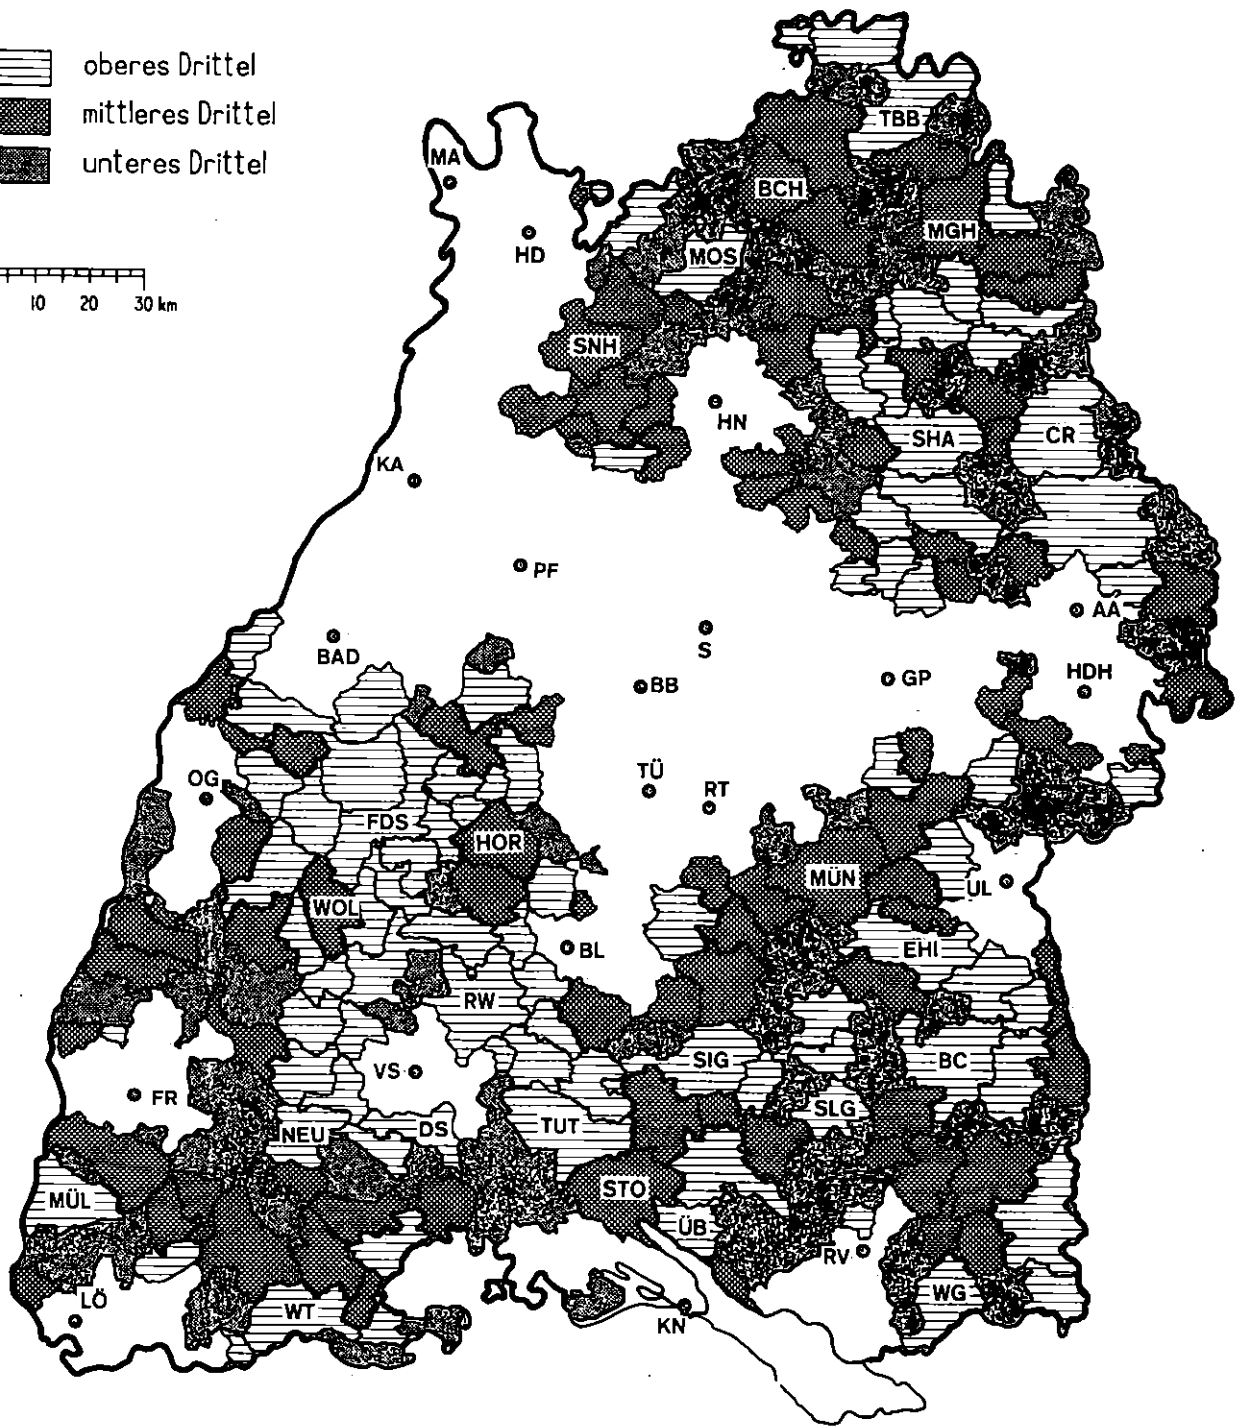 oberes Drittel
mittleres Drittel
unteres Drittel
10 20 30 km
TBB
MA
BCH
MGH
HD
MOS
SNH
HN
SHA
CR
KA
PF
AA
BAD
S
HDH
BB
GP
OG
TÜ
RT
FDS
HOR
MÜN
UL
WOL
BL
EHI
RW
SIG
BC
VS
FR
SLG
NEU
DS
TUT
MÜL
STO
ÜB
RV
LÖ
WT
WG
KN